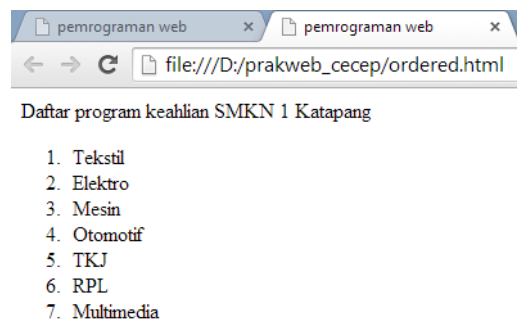 pemrograman web
pemrograman web
file:///D:/prakweb_cecep/ordered.html
Daftar program keahlian SMKN 1 Katapang
1. Tekstil
2. Elektro
3. Mesin
4. Otomotif
5. TKJ
6. RPL
7. Multimedia